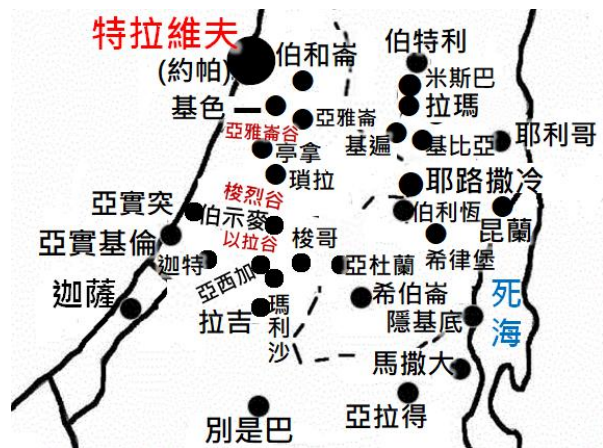 特拉維夫
(約帕)
伯和崙
伯特利
米斯巴
基色
拉瑪
亞雅崙
亞雅崙谷
基遍
基比亞
耶利哥
亭拿
瑣拉
耶路撒冷
梭烈谷
亞實突
伯示麥
伯利恆
昆蘭
以拉谷
梭哥
亞實基倫
迦特
亞杜蘭
希律堡
亞西加
迦薩
瑪利沙
希伯崙
死海
拉吉
隱基底
馬撒大
別是巴
亞拉得